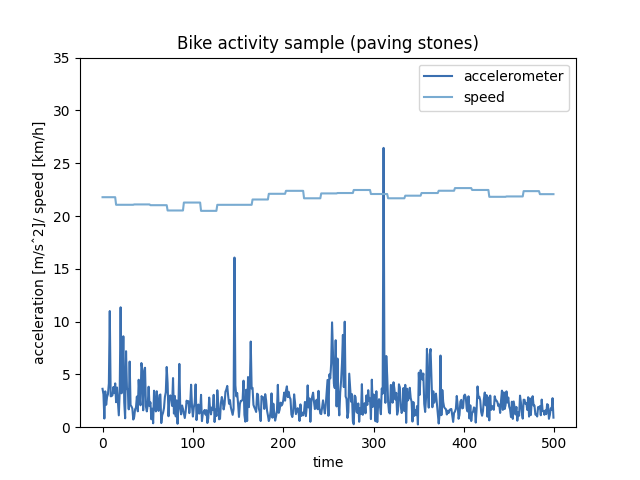 Bike activity sample (paving stones)
accelerometer
speed
acceleration [m/s^2]/ speed [km/h]
35
30
25
20
15
10
5
0
0 100 200 300 400 500
time